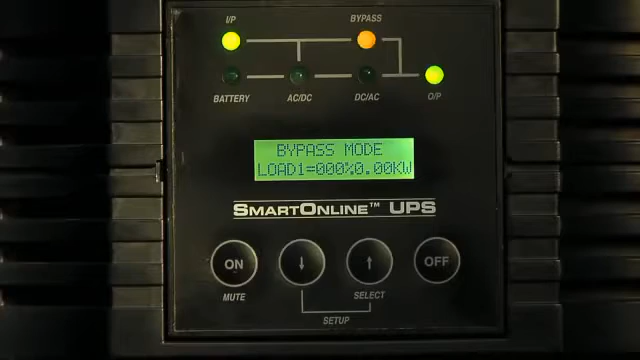 I/P BYPASS
BATTERY AC/DC DC/AC O/P
BYPASS MODE
LOAD1=000%0.00KW
SMARTONLINE™ UPS
ON ↓ ↑ OFF
MUTE SELECT
SETUP